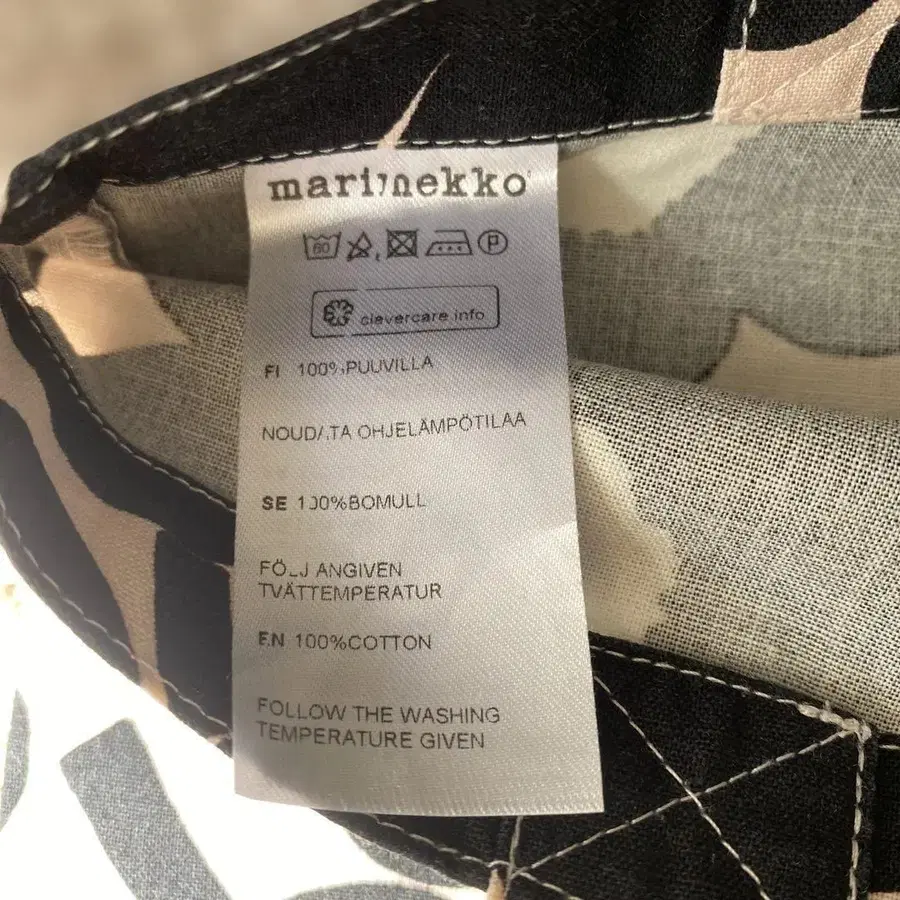 marimekko
60
P
clevercare.info
FI 100%PUUVILLA
NOUDATA OHJELÄMPÖTILAA
SE 100%BOMULL
FÖLJ ANGIVEN
TVÄTTEMPERATUR
EN 100%COTTON
FOLLOW THE WASHING
TEMPERATURE GIVEN